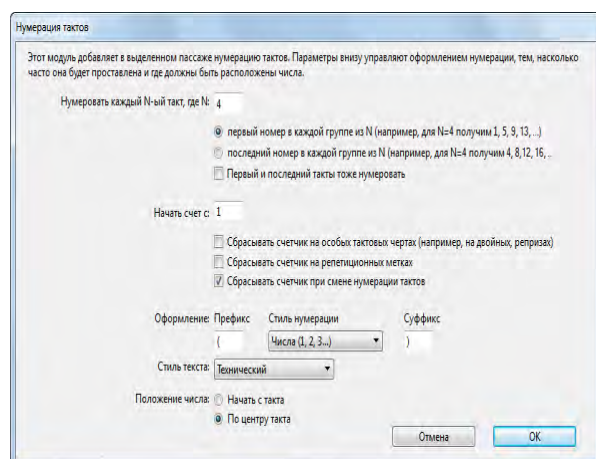 Нумерация тактов
Этот модуль добавляет в выделенном пассаже нумерацию тактов. Параметры внизу управляют оформлением нумерации, тем, насколько
часто она будет проставлена и где должны быть расположены числа.
Нумеровать каждый N-ый такт, где N: 4
первый номер в каждой группе из N (например, для N=4 получим 1, 5, 9, 13, ...)
последний номер в каждой группе из N (например, для N=4 получим 4, 8,12, 16, ..
Первый и последний такты тоже нумеровать
Начать счет с: 1
Сбрасывать счетчик на особых тактовых чертах (например, на двойных, репризах)
Сбрасывать счетчик на репетиционных метках
Сбрасывать счетчик при смене нумерации тактов
Оформление: Префикс Стиль нумерации Суффикс
( Числа (1, 2, 3...) )
Стиль текста: Технический
Положение числа: Начать с такта
По центру такта
Отмена OK